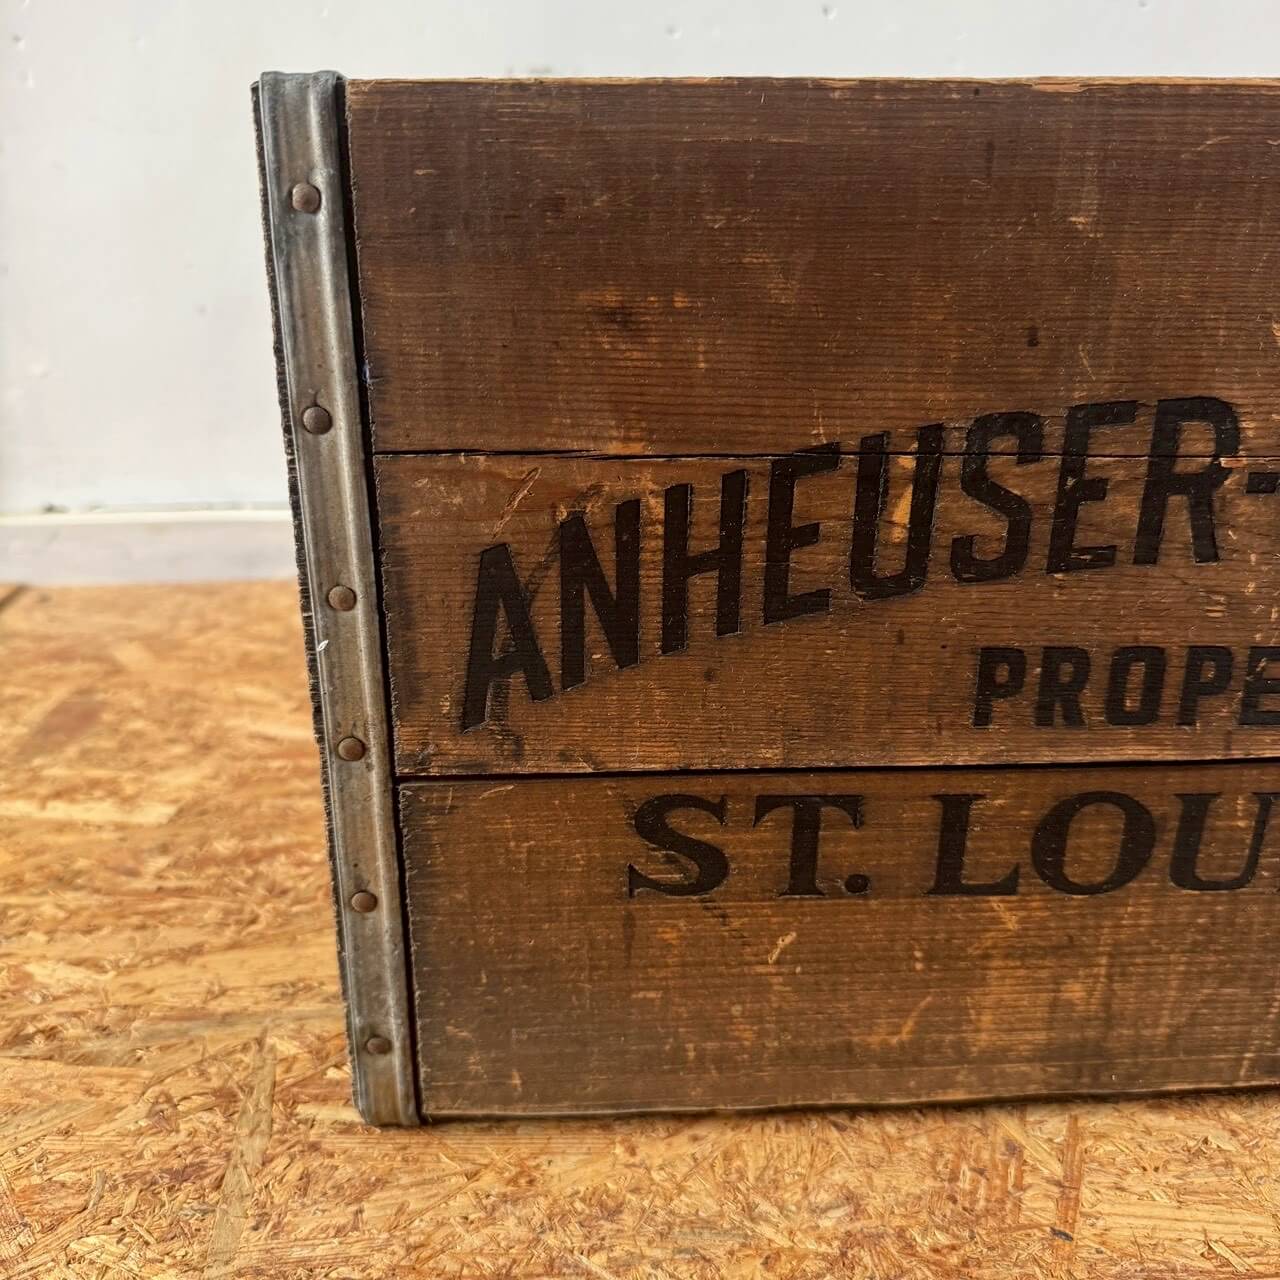 ANHEUSER-
PROPE
ST. LOU